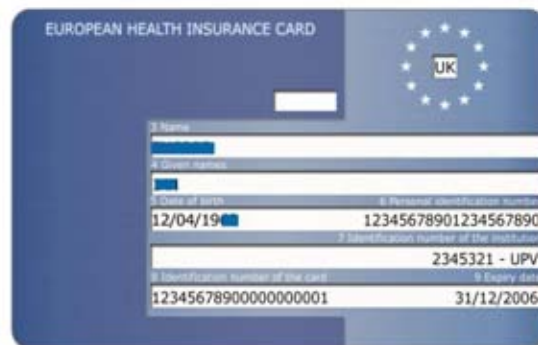 EUROPEAN HEALTH INSURANCE CARD
UK
3 Name
4 Given names
5 Date of birth 6 Personal identification number
12/04/19 12345678901234567890
7 Identification number of the institution
2345321 - UPV
8 Identification number of the card 9 Expiry date
12345678900000000001 31/12/2006